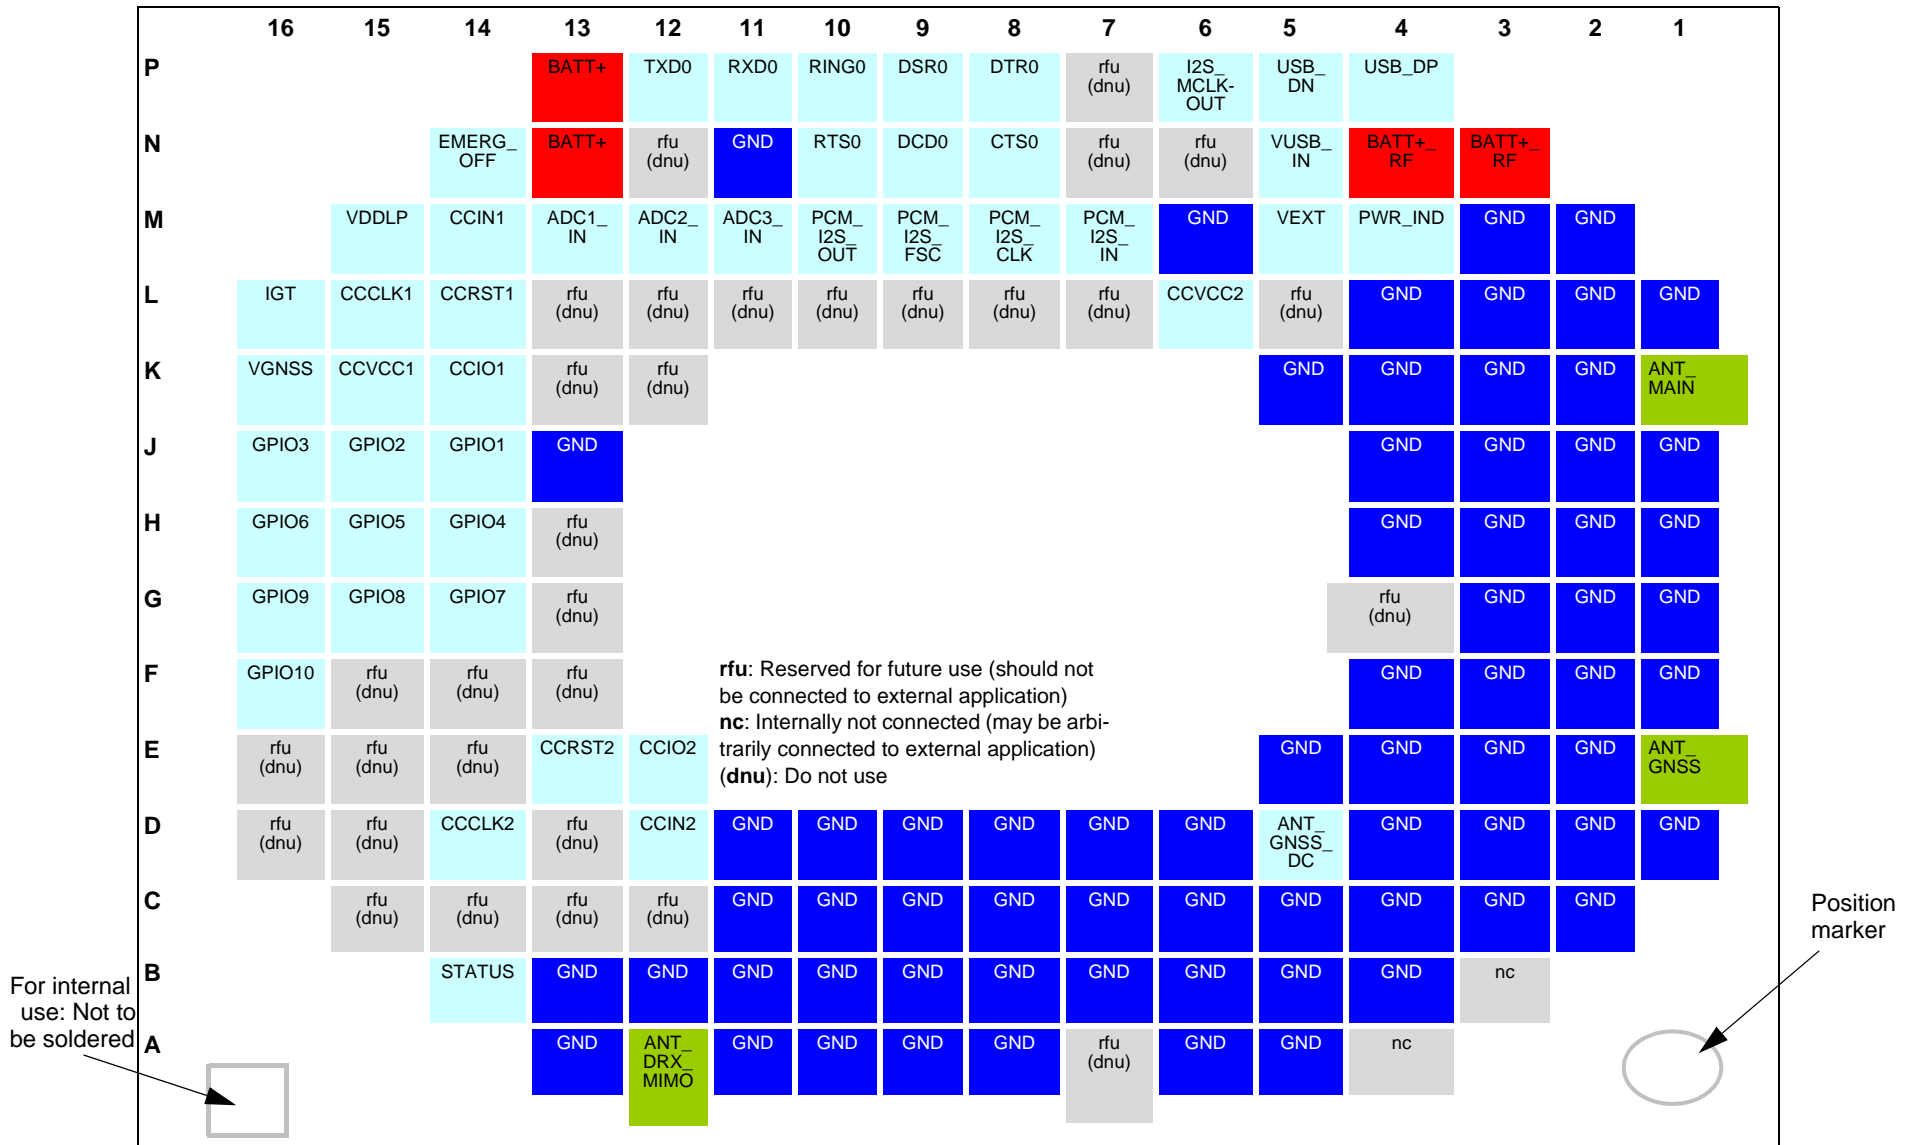 16 15 14 13 12 11 10 9 8 7 6 5 4 3 2 1
P BATT+ TXD0 RXD0 RING0 DSR0 DTR0 rfu (dnu) I2S_ MCLK- OUT USB_ DN USB_DP
N EMERG_ OFF BATT+ rfu (dnu) GND RTS0 DCD0 CTS0 rfu (dnu) rfu (dnu) VUSB_ IN BATT+_ RF BATT+_ RF
M VDDLP CCIN1 ADC1_ IN ADC2_ IN ADC3_ IN PCM_ I2S_ OUT PCM_ I2S_ FSC PCM_ I2S_ CLK PCM_ I2S_ IN GND VEXT PWR_IND GND GND
L IGT CCCLK1 CCRST1 rfu (dnu) rfu (dnu) rfu (dnu) rfu (dnu) rfu (dnu) rfu (dnu) rfu (dnu) CCVCC2 rfu (dnu) GND GND GND GND
K VGNSS CCVCC1 CCIO1 rfu (dnu) rfu (dnu) GND GND GND GND ANT_ MAIN
J GPIO3 GPIO2 GPIO1 GND GND GND GND GND
H GPIO6 GPIO5 GPIO4 rfu (dnu) GND GND GND GND
G GPIO9 GPIO8 GPIO7 rfu (dnu) rfu (dnu) GND GND GND
F GPIO10 rfu (dnu) rfu (dnu) rfu (dnu) GND GND GND GND
rfu: Reserved for future use (should not
be connected to external application)
nc: Internally not connected (may be arbi-
trarily connected to external application)
(dnu): Do not use
E rfu (dnu) rfu (dnu) rfu (dnu) CCRST2 CCIO2 GND GND GND GND ANT_ GNSS
D rfu (dnu) rfu (dnu) CCCLK2 rfu (dnu) CCIN2 GND GND GND GND GND GND ANT_ GNSS_ DC GND GND GND GND
C rfu (dnu) rfu (dnu) rfu (dnu) rfu (dnu) GND GND GND GND GND GND GND GND GND GND
B STATUS GND GND GND GND GND GND GND GND GND GND nc
A GND ANT_ DRX_ MIMO GND GND GND GND rfu (dnu) GND GND nc
For internal
use: Not to
be soldered
Position
marker